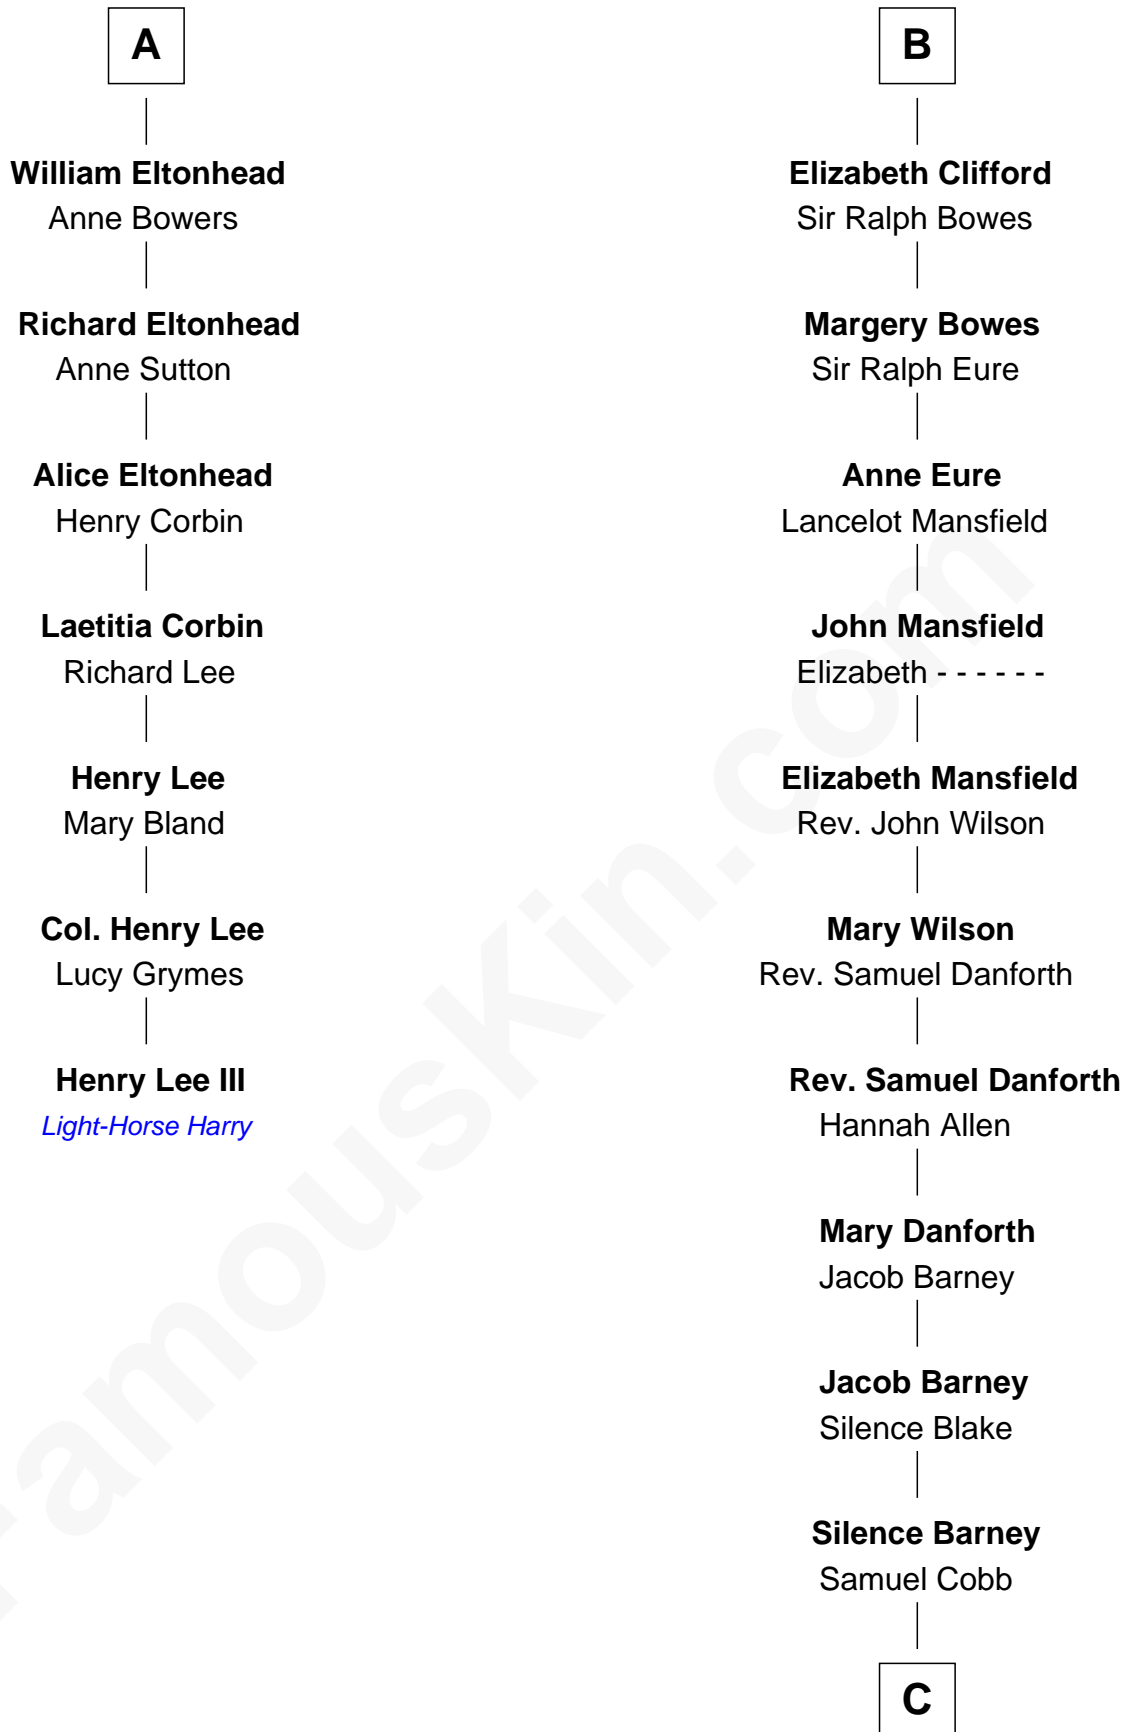 A
William Eltonhead
Anne Bowers
Richard Eltonhead
Anne Sutton
Alice Eltonhead
Henry Corbin
Laetitia Corbin
Richard Lee
Henry Lee
Mary Bland
Col. Henry Lee
Lucy Grymes
Henry Lee III
Light-Horse Harry
B
Elizabeth Clifford
Sir Ralph Bowes
Margery Bowes
Sir Ralph Eure
Anne Eure
Lancelot Mansfield
John Mansfield
Elizabeth - - - - - -
Elizabeth Mansfield
Rev. John Wilson
Mary Wilson
Rev. Samuel Danforth
Rev. Samuel Danforth
Hannah Allen
Mary Danforth
Jacob Barney
Jacob Barney
Silence Blake
Silence Barney
Samuel Cobb
C
FamousKin.com